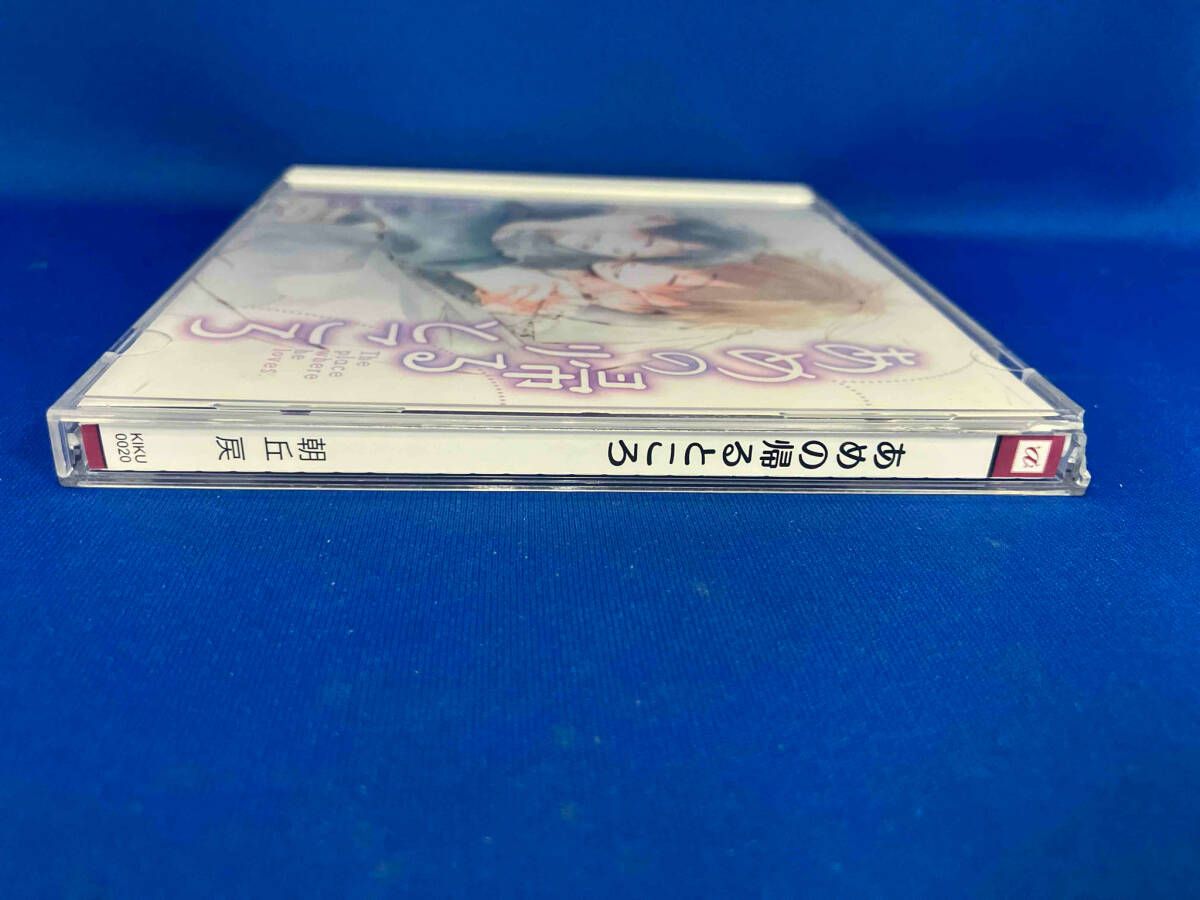 あめの
帰る
ところ
The
place
where
he
loves.
あめの帰るところ
朝丘 戻
KIKU
0020